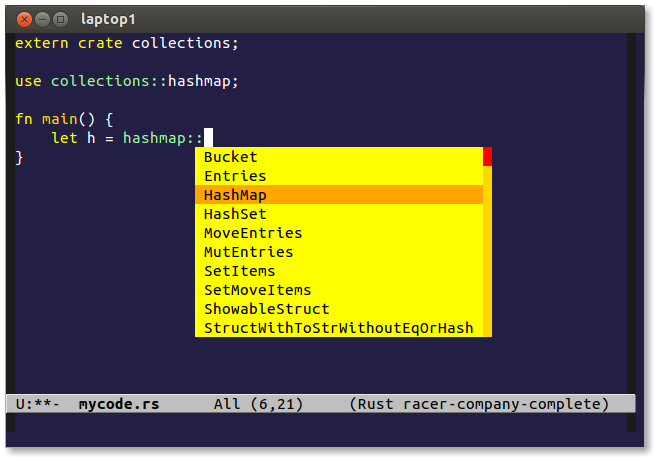 laptop1
extern crate collections;
use collections::hashmap;
fn main() {
let h = hashmap::
}
Bucket
Entries
HashMap
HashSet
MoveEntries
MutEntries
SetItems
SetMoveItems
ShowableStruct
StructWithToStrWithoutEqOrHash
U:**- mycode.rs All (6,21) (Rust racer-company-complete)